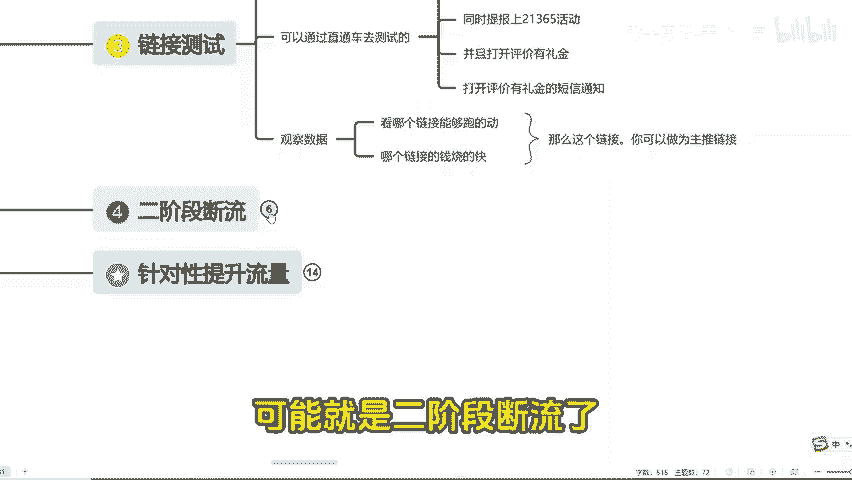 同时提报上21365活动
3 链接测试
可以通过直通车去测试的
并且打开评价有礼金
打开评价有礼金的短信通知
看哪个链接能够跑的动
观察数据
那么这个链接。你可以做为主推链接
哪个链接的钱烧的快
4 二阶段断流 6
针对性提升流量 14
可能就是二阶段断流了
bilibili
中
字数：515 主题数：72